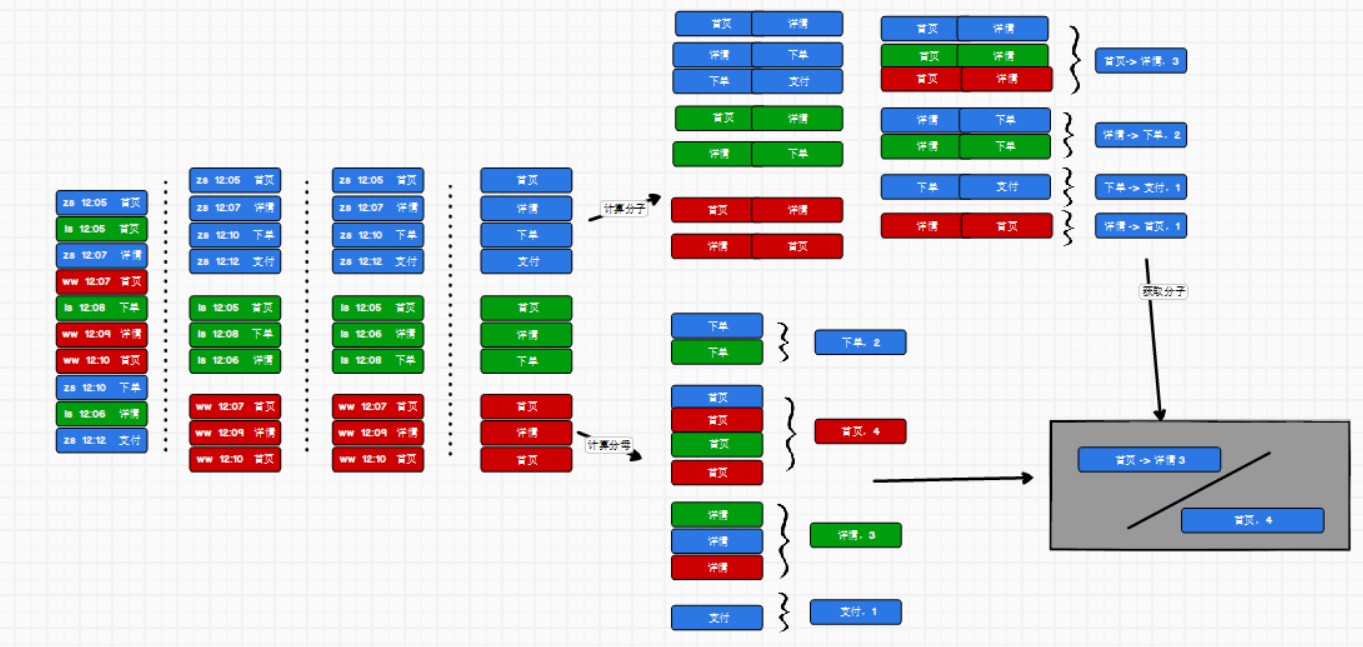 zs 12:05 首页
ls 12:05 首页
zs 12:07 详情
ww 12:07 首页
ls 12:08 下单
ww 12:09 详情
ww 12:10 首页
zs 12:10 下单
ls 12:06 详情
zs 12:12 支付
zs 12:05 首页
zs 12:07 详情
zs 12:10 下单
zs 12:12 支付
ls 12:05 首页
ls 12:08 下单
ls 12:06 详情
ww 12:07 首页
ww 12:09 详情
ww 12:10 首页
zs 12:05 首页
zs 12:07 详情
zs 12:10 下单
zs 12:12 支付
ls 12:05 首页
ls 12:06 详情
ls 12:08 下单
ww 12:07 首页
ww 12:09 详情
ww 12:10 首页
首页
详情
下单
支付
首页
详情
下单
首页
详情
首页
计算分子
计算分母
首页 详情
详情 下单
下单 支付
首页 详情
详情 下单
首页 详情
详情 首页
首页 详情
首页 详情
首页 详情
首页-> 详情, 3
详情 下单
详情 下单
详情 -> 下单, 2
下单 支付
下单 -> 支付, 1
详情 首页
详情 -> 首页, 1
获取分子
下单
下单
下单, 2
首页
首页
首页
首页
首页, 4
详情
详情
详情
详情, 3
支付
支付, 1
首页 -> 详情 3
首页, 4